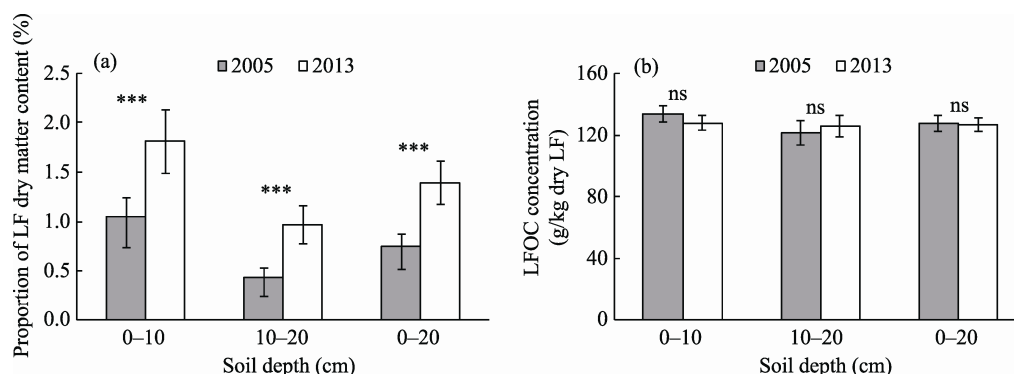 (a)
2005 2013
Proportion of LF dry matter content (%)
2.5
2.0
1.5
1.0
0.5
0.0
***
***
***
0–10 10–20 0–20
Soil depth (cm)
(b)
2005 2013
LFOC concentration
(g/kg dry LF)
160
120
80
40
0
ns
ns
ns
0–10 10–20 0–20
Soil depth (cm)